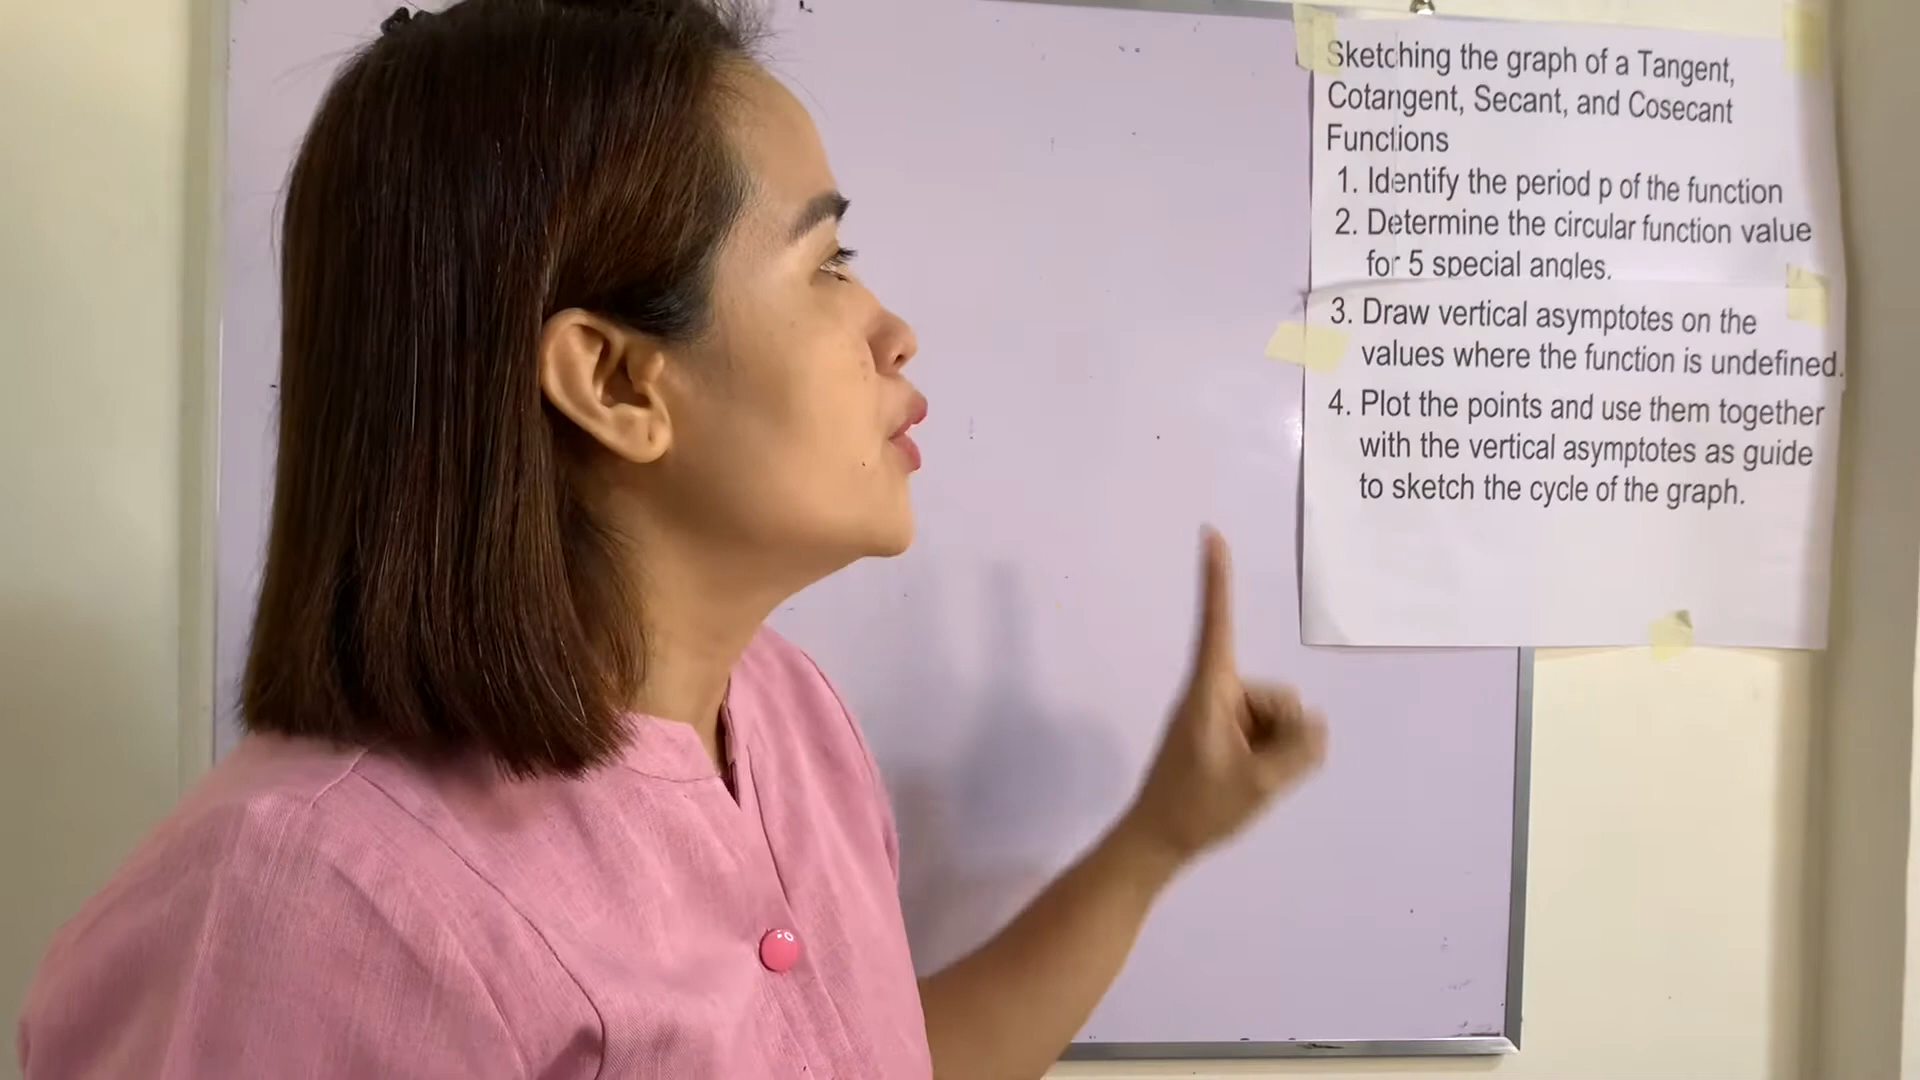 Sketching the graph of a Tangent,
Cotangent, Secant, and Cosecant
Functions
1. Identify the period p of the function
2. Determine the circular function value
for 5 special angles.
3. Draw vertical asymptotes on the
values where the function is undefined.
4. Plot the points and use them together
with the vertical asymptotes as guide
to sketch the cycle of the graph.